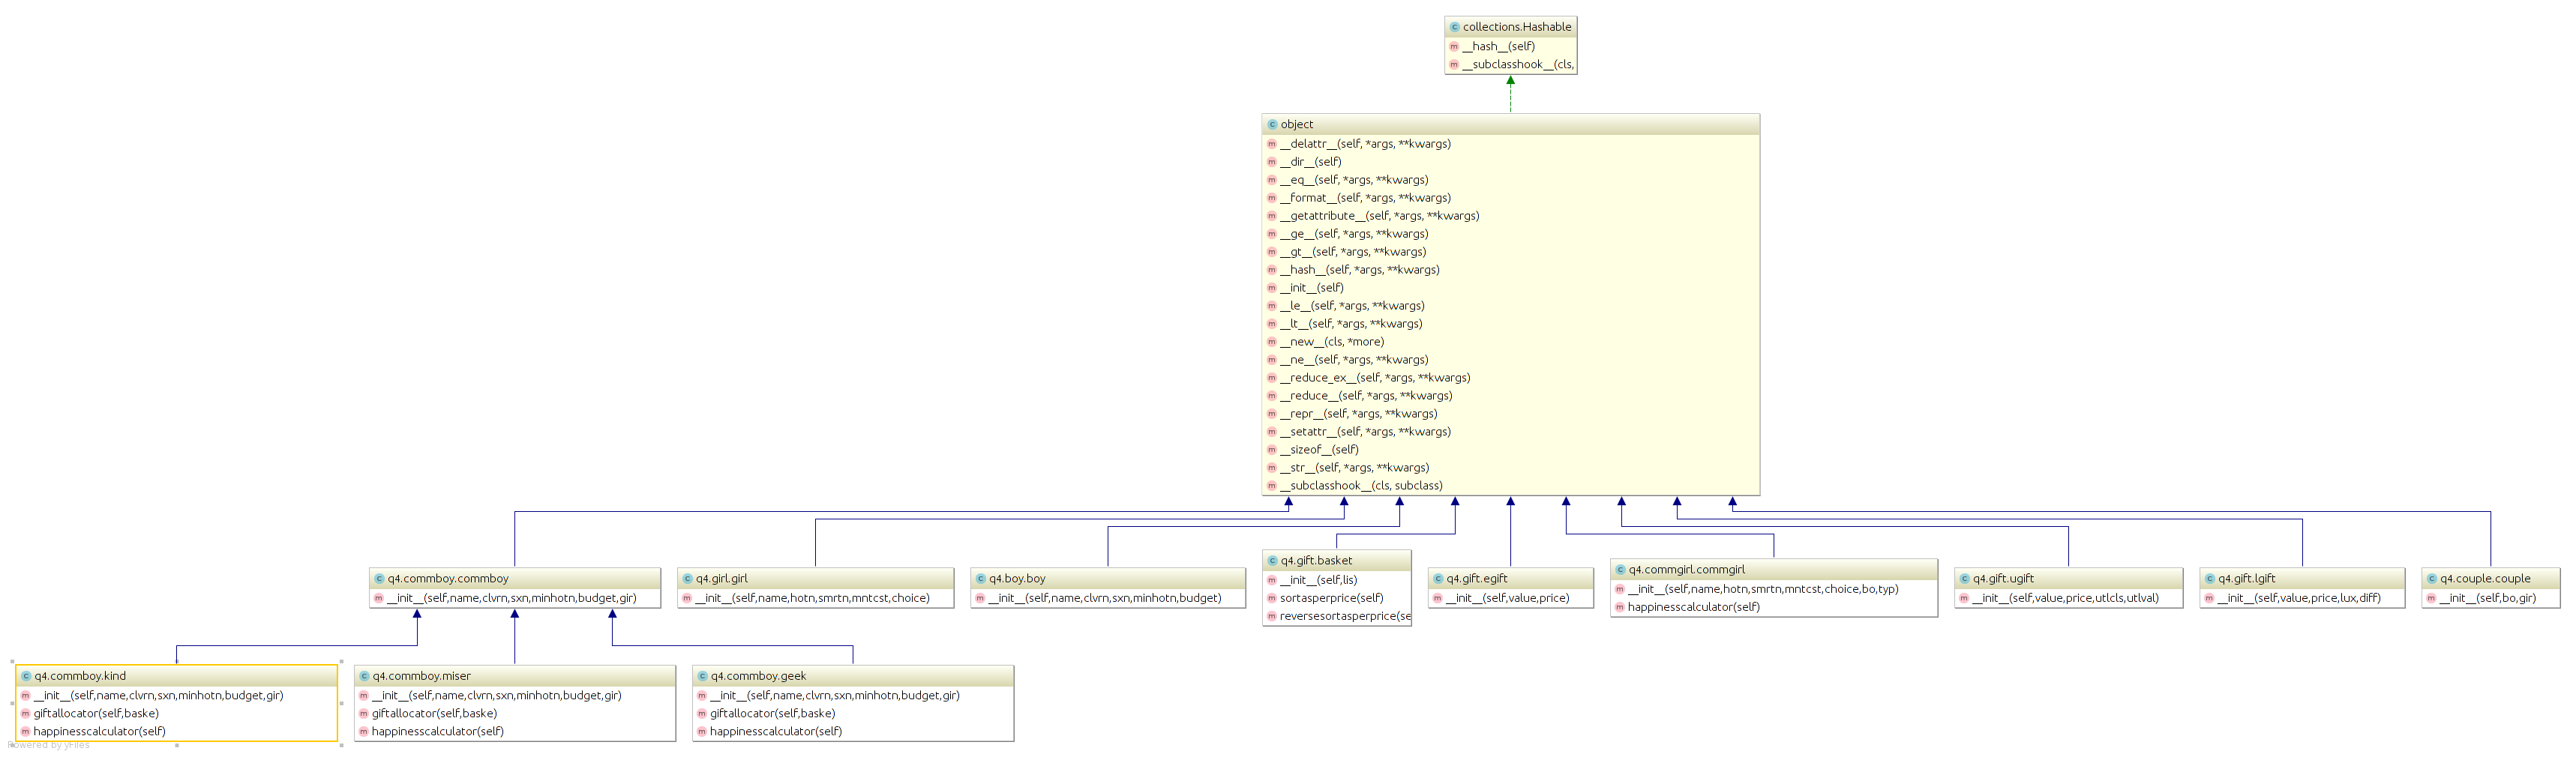 collections.Hashable
__hash__(self)
__subclasshook__(cls,
object
__delattr__(self, *args, **kwargs)
__dir__(self)
__eq__(self, *args, **kwargs)
__format__(self, *args, **kwargs)
__getattribute__(self, *args, **kwargs)
__ge__(self, *args, **kwargs)
__gt__(self, *args, **kwargs)
__hash__(self, *args, **kwargs)
__init__(self)
__le__(self, *args, **kwargs)
__lt__(self, *args, **kwargs)
__new__(cls, *more)
__ne__(self, *args, **kwargs)
__reduce_ex__(self, *args, **kwargs)
__reduce__(self, *args, **kwargs)
__repr__(self, *args, **kwargs)
__setattr__(self, *args, **kwargs)
__sizeof__(self)
__str__(self, *args, **kwargs)
__subclasshook__(cls, subclass)
q4.commboy.commboy
__init__(self,name,clvrn,sxn,minhotn,budget,gir)
q4.girl.girl
__init__(self,name,hotn,smrtn,mntcst,choice)
q4.boy.boy
__init__(self,name,clvrn,sxn,minhotn,budget)
q4.gift.basket
__init__(self,lis)
sortasperprice(self)
reversesortasperprice(se
q4.gift.egift
__init__(self,value,price)
q4.commgirl.commgirl
__init__(self,name,hotn,smrtn,mntcst,choice,bo,typ)
happinesscalculator(self)
q4.gift.ugift
__init__(self,value,price,utlcls,utlval)
q4.gift.lgift
__init__(self,value,price,lux,diff)
q4.couple.couple
__init__(self,bo,gir)
q4.commboy.kind
__init__(self,name,clvrn,sxn,minhotn,budget,gir)
giftallocator(self,baske)
happinesscalculator(self)
q4.commboy.miser
__init__(self,name,clvrn,sxn,minhotn,budget,gir)
giftallocator(self,baske)
happinesscalculator(self)
q4.commboy.geek
__init__(self,name,clvrn,sxn,minhotn,budget,gir)
giftallocator(self,baske)
happinesscalculator(self)
Powered by yFiles